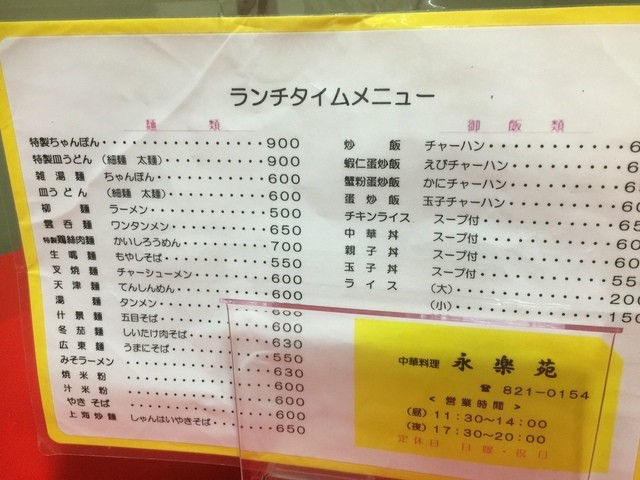 ランチタイムメニュー
麺類
特製ちゃんぽん・・・・・・・・・・・・900
特製皿うどん(細麺 太麺)・・・・・・・・900
雑湯麺 ちゃんぽん・・・・・・・・・・600
皿うどん(細麺 太麺)・・・・・・・・600
柳麺 ラーメン・・・・・・・・・・500
雲呑麺 ワンタンメン・・・・・・・・・650
特製鶏絲肉麺 かいしろうめん・・・・・・・・700
生鳴麺 もやしそば・・・・・・・・・・550
叉焼麺 チャーシューメン・・・・・・・・600
天津麺 てんしんめん・・・・・・・・・600
湯麺 タンメン・・・・・・・・・・600
什景麺 五目そば・・・・・・・・・・600
冬茄麺 しいたけ肉そば・・・・・・・・600
広東麺 うまにそば・・・・・・・・・630
みそラーメン・・・・・・・・・・・・550
焼米粉・・・・・・・・・・・・630
汁米粉・・・・・・・・・・・・600
やきそば・・・・・・・・・・・・600
上海炒麺 しゃんはいやきそば・・・・・・650
御飯類
炒飯 チャーハン・・・・・・・・
蝦仁蛋炒飯 えびチャーハン・・・・・・
蟹粉蛋炒飯 かにチャーハン・・・・・・
蛋炒飯 玉子チャーハン・・・・・・
チキンライス スープ付・・・・・・・・65
中華丼 スープ付・・・・・・・・60
親子丼 スープ付・・・・・・・・60
玉子丼 スープ付・・・・・・・・55
ライス (大)・・・・・・・・・・200
(小)・・・・・・・・・・150
中華料理 永楽苑
☎ 821-0154
<営業時間>
(昼) 11:30~14:00
(夜) 17:30~20:00
定休日 日曜・祝日